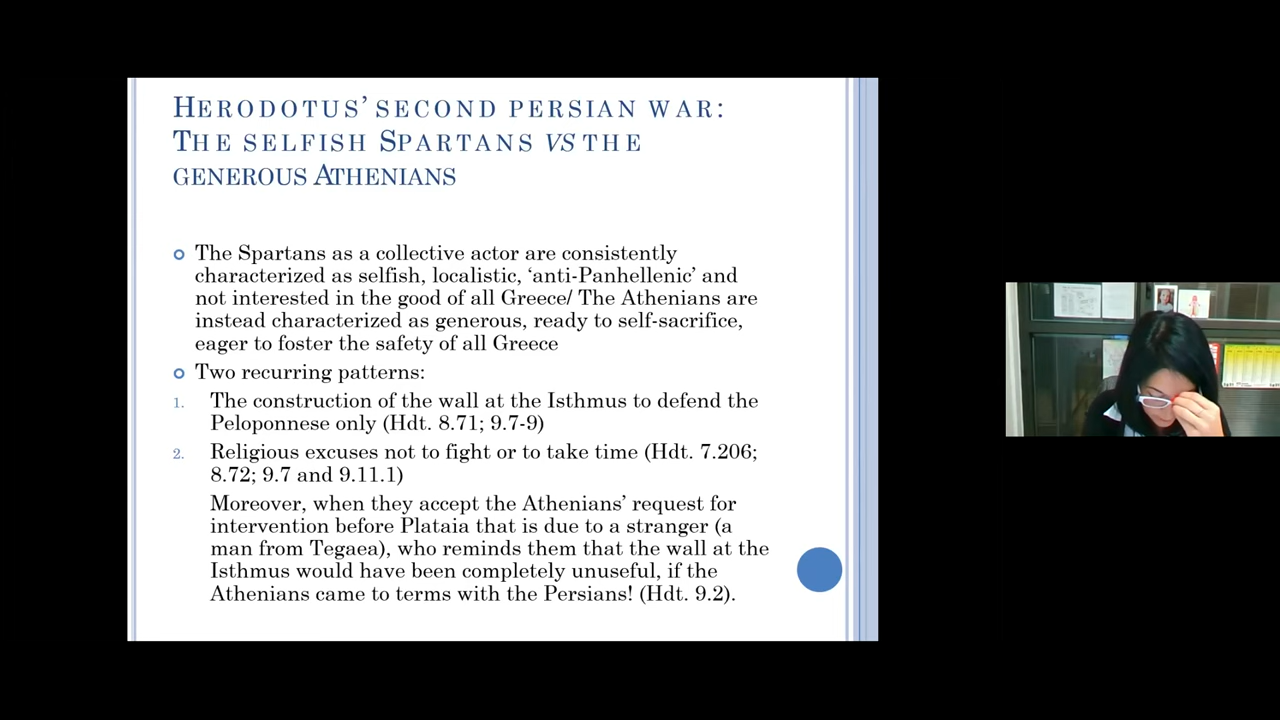 HERODOTUS' SECOND PERSIAN WAR:
THE SELFISH SPARTANS VS THE
GENEROUS ATHENIANS
The Spartans as a collective actor are consistently
characterized as selfish, localistic, 'anti-Panhellenic' and
not interested in the good of all Greece/ The Athenians are
instead characterized as generous, ready to self-sacrifice,
eager to foster the safety of all Greece
Two recurring patterns:
1. The construction of the wall at the Isthmus to defend the
Peloponnese only (Hdt. 8.71; 9.7-9)
2. Religious excuses not to fight or to take time (Hdt. 7.206;
8.72; 9.7 and 9.11.1)
Moreover, when they accept the Athenians' request for
intervention before Plataia that is due to a stranger (a
man from Tegaea), who reminds them that the wall at the
Isthmus would have been completely unuseful, if the
Athenians came to terms with the Persians! (Hdt. 9.2).